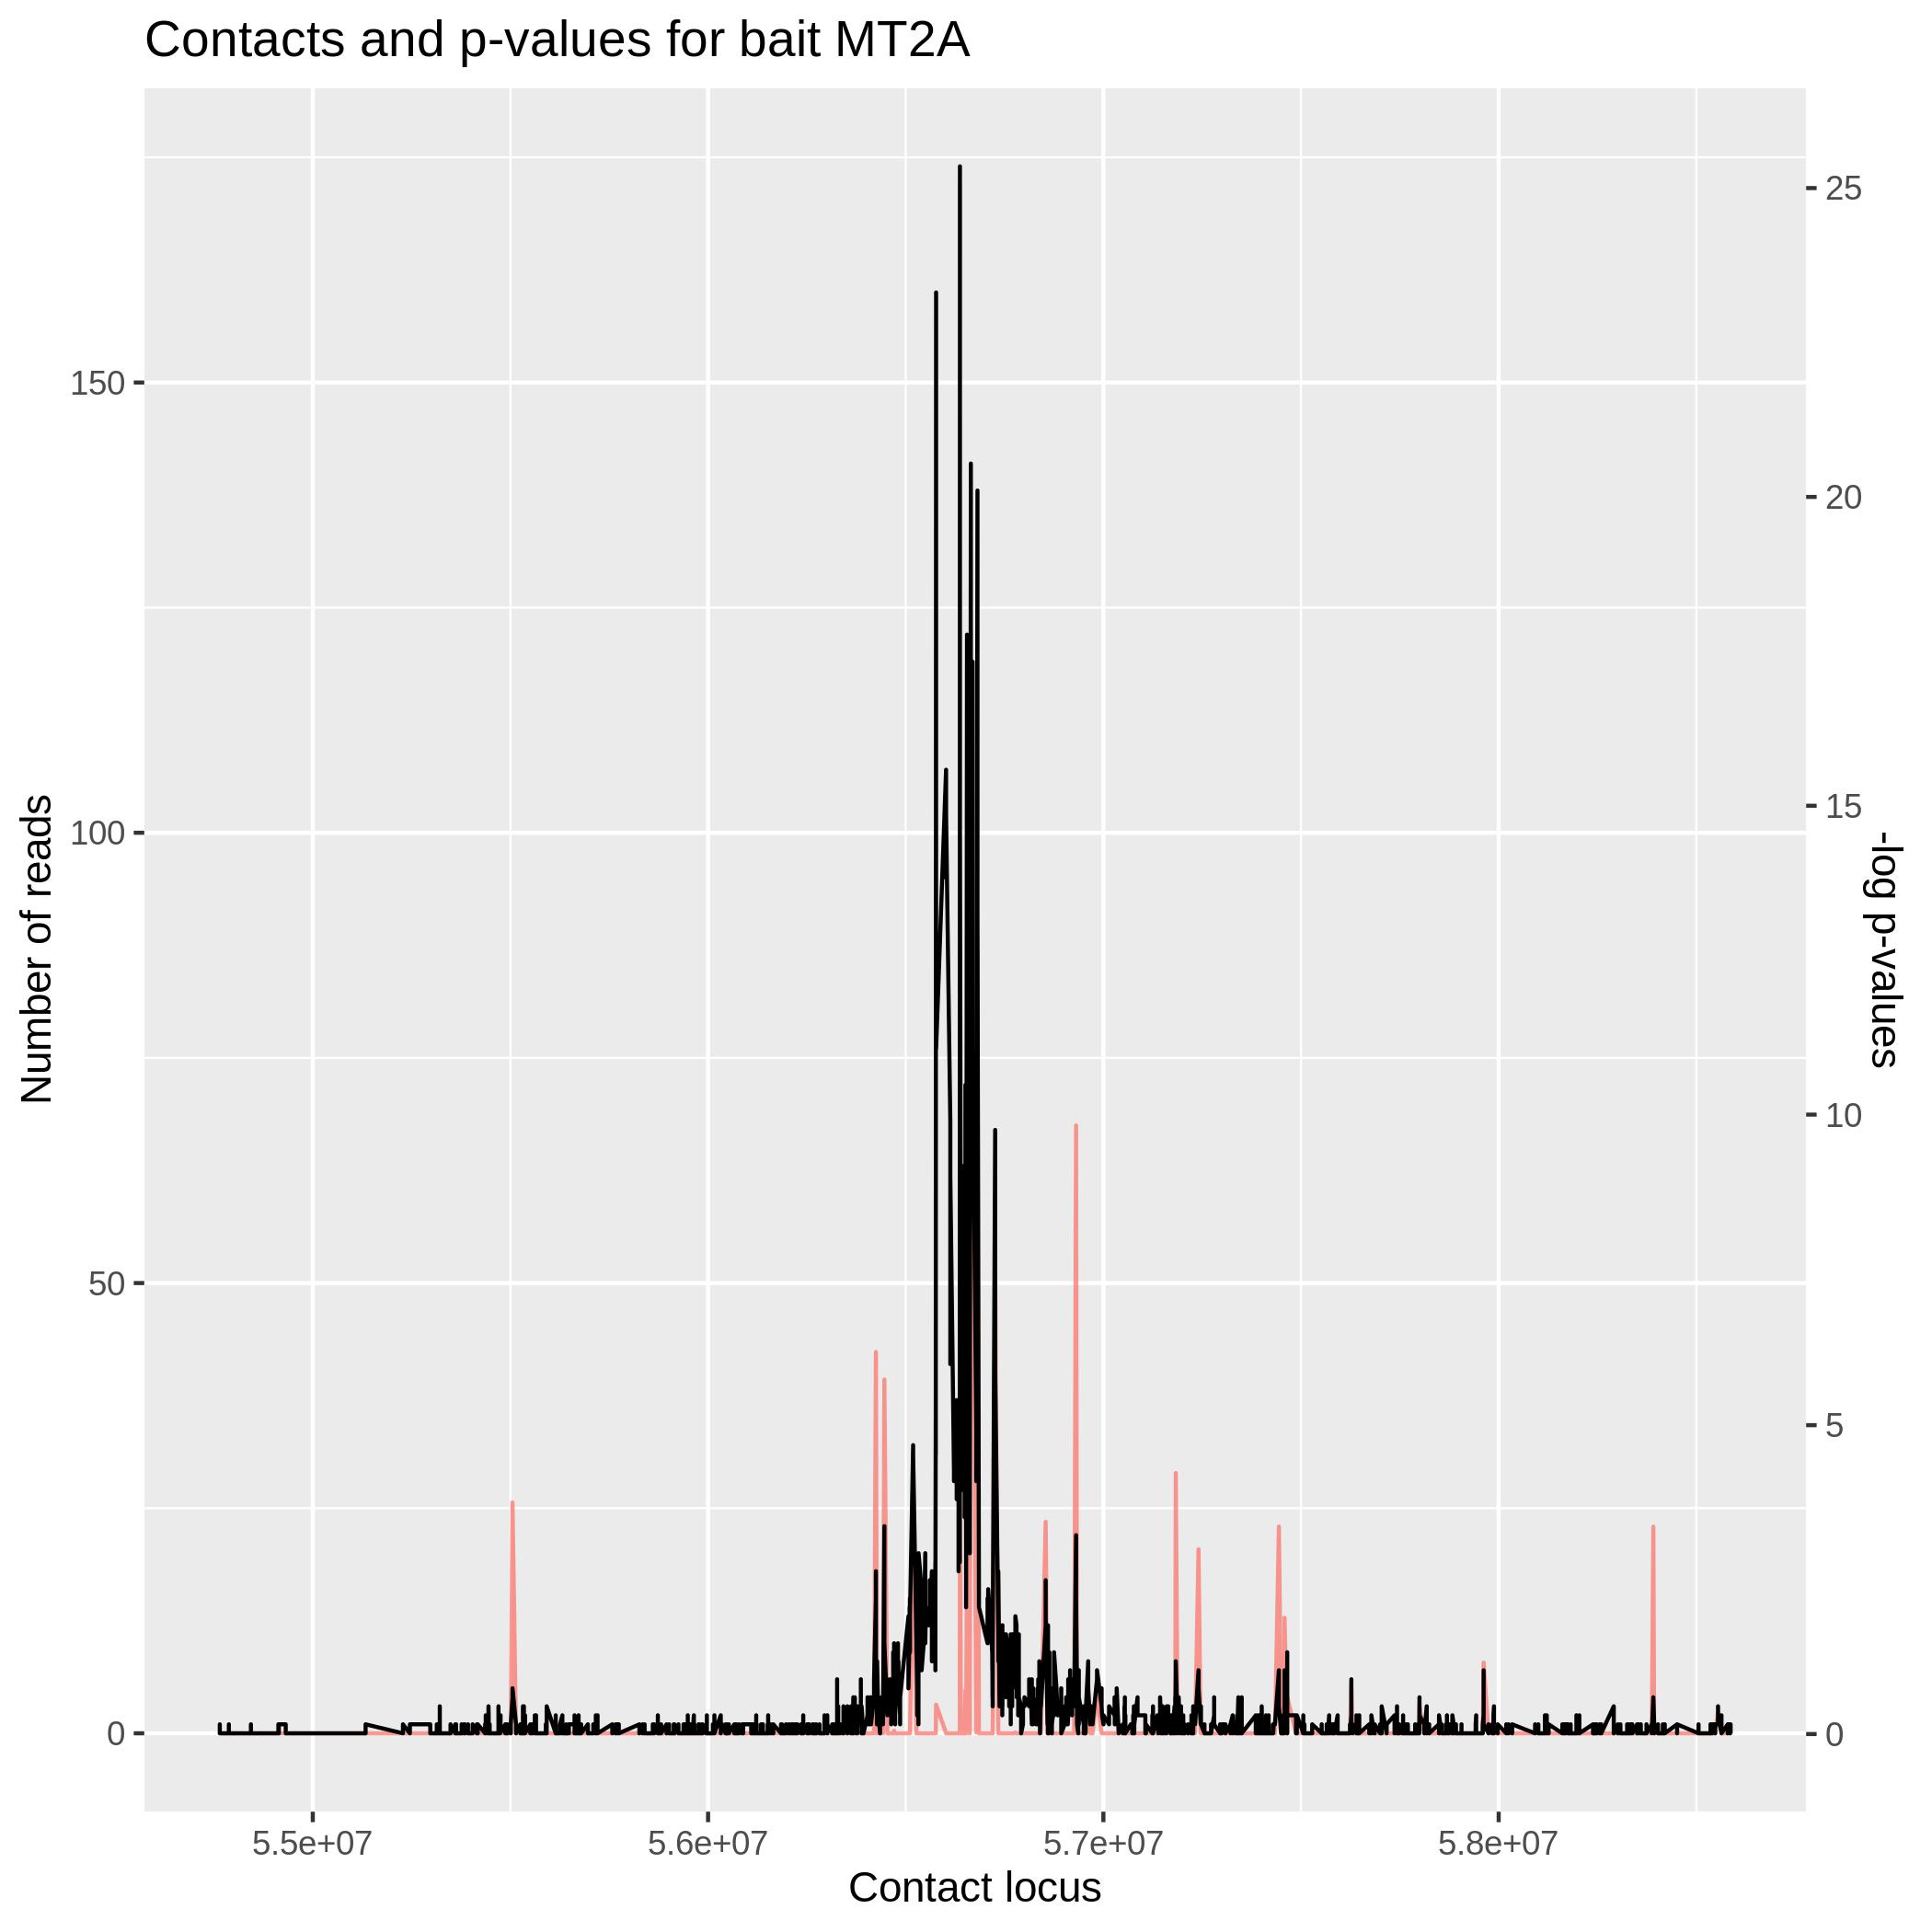 Contacts and p-values for bait MT2A
Number of reads
150
100
50
0
25
20
15
10
5
0
-log p-values
5.5e+07
5.6e+07
5.7e+07
5.8e+07
Contact locus